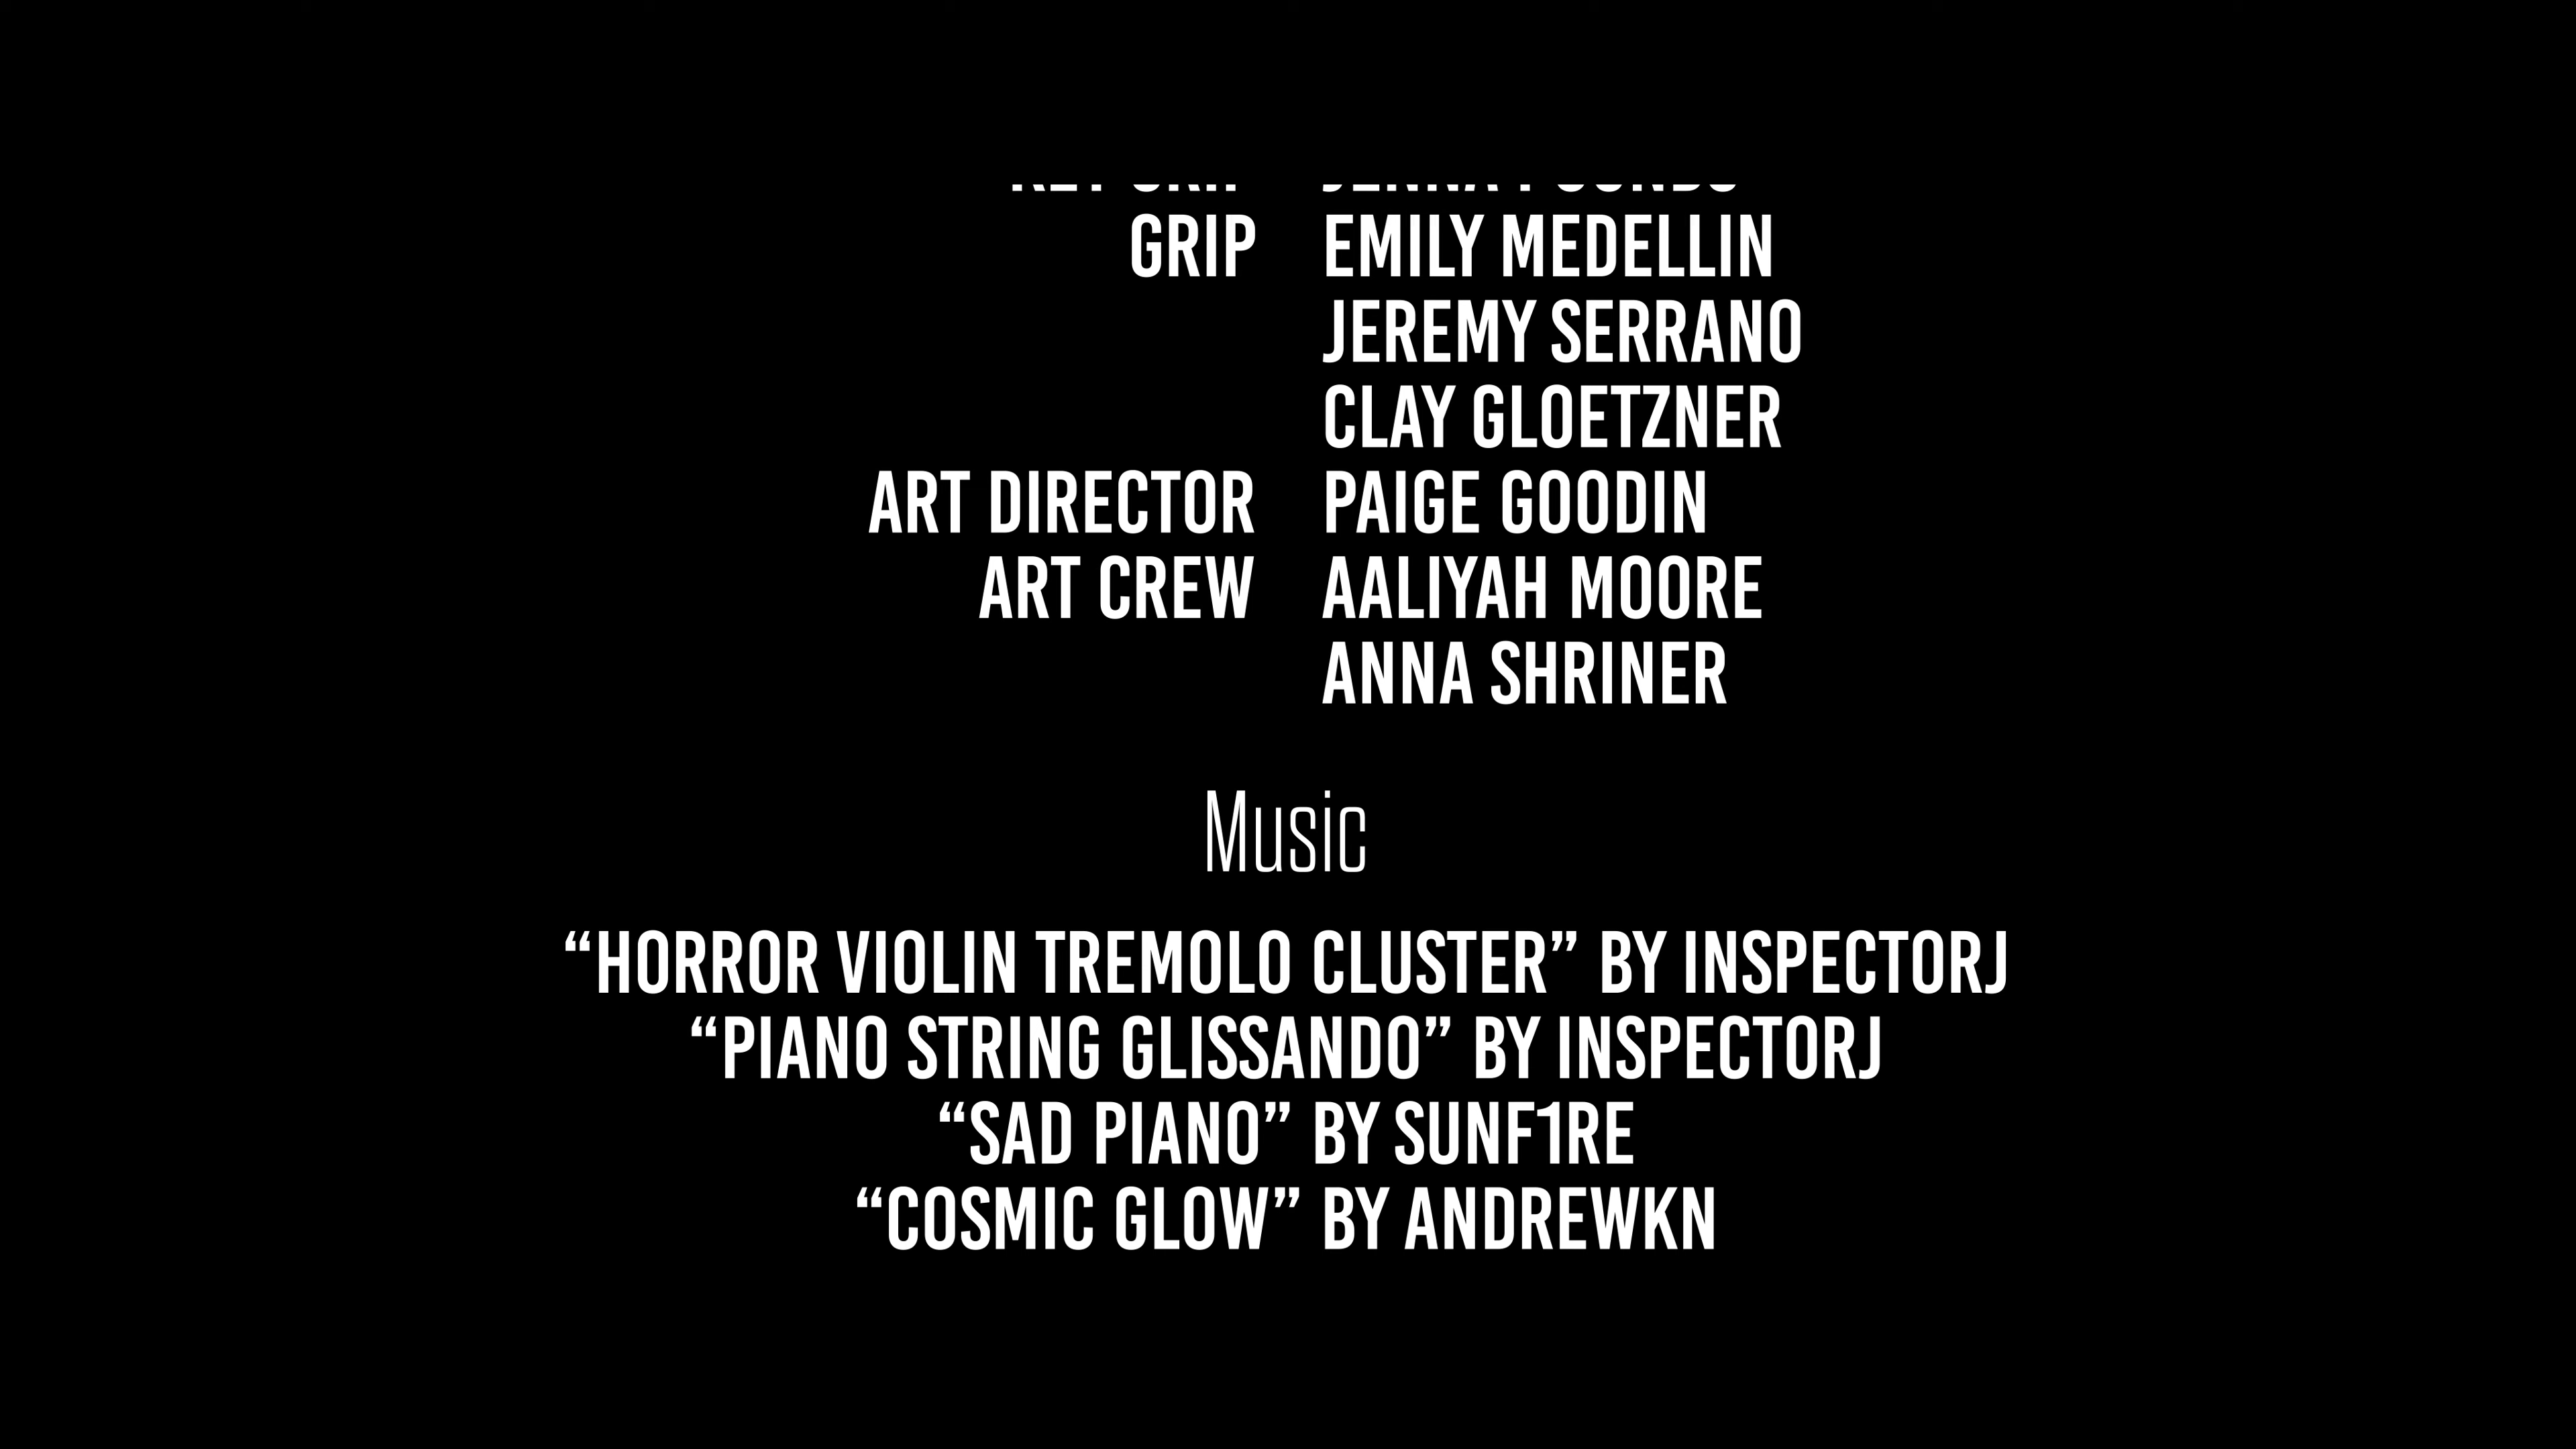 GRIP EMILY MEDELLIN
JEREMY SERRANO
CLAY GLOETZNER
ART DIRECTOR PAIGE GOODIN
ART CREW AALIYAH MOORE
ANNA SHRINER
Music
“HORROR VIOLIN TREMOLO CLUSTER” BY INSPECTORJ
“PIANO STRING GLISSANDO” BY INSPECTORJ
“SAD PIANO” BY SUNF1RE
“COSMIC GLOW” BY ANDREWKN